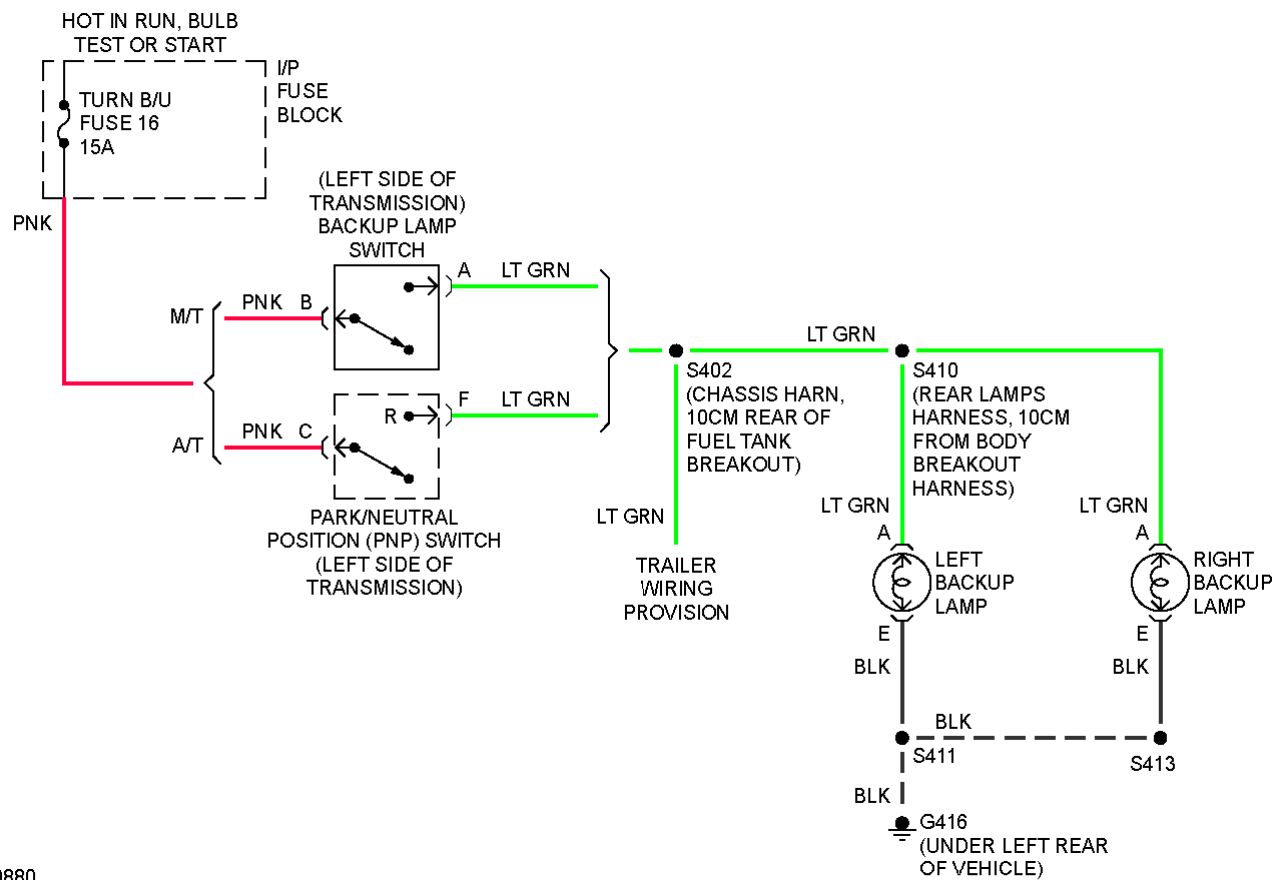 HOT IN RUN, BULB
TEST OR START
I/P
FUSE
BLOCK
TURN B/U
FUSE 16
15A
PNK
(LEFT SIDE OF
TRANSMISSION)
BACKUP LAMP
SWITCH
M/T
PNK B
A LT GRN
A/T
PNK C
R
F LT GRN
PARK/NEUTRAL
POSITION (PNP) SWITCH
(LEFT SIDE OF
TRANSMISSION)
LT GRN
S402
(CHASSIS HARN,
10CM REAR OF
FUEL TANK
BREAKOUT)
S410
(REAR LAMPS
HARNESS, 10CM
FROM BODY
BREAKOUT
HARNESS)
LT GRN
TRAILER
WIRING
PROVISION
LT GRN
A
LEFT
BACKUP
LAMP
E
BLK
LT GRN
A
RIGHT
BACKUP
LAMP
E
BLK
BLK
S411
S413
BLK
G416
(UNDER LEFT REAR
OF VEHICLE)